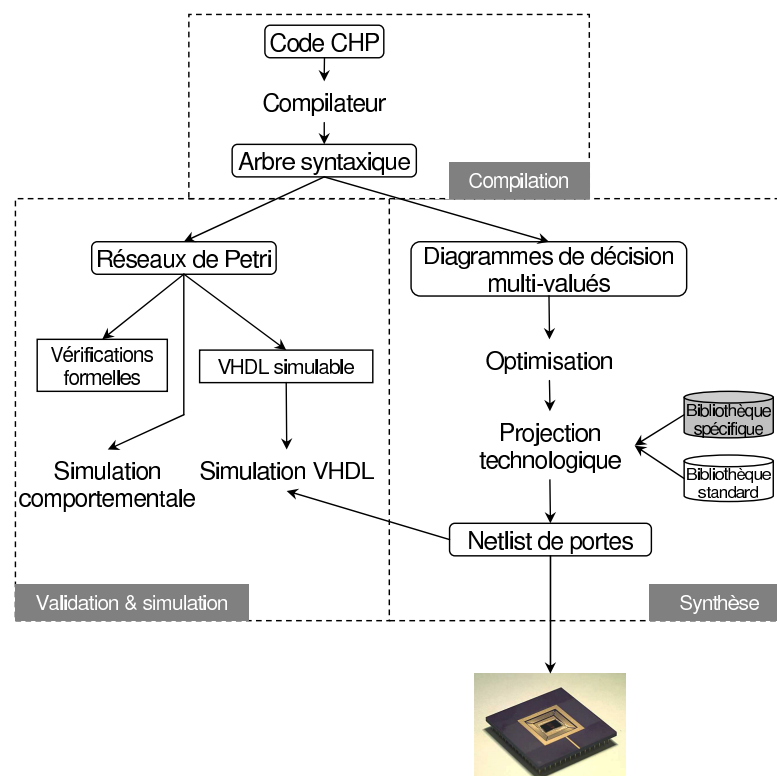 Code CHP
Compilateur
Arbre syntaxique
Compilation
Réseaux de Petri
Diagrammes de décision
multi-valués
Vérifications
formelles
VHDL simulable
Optimisation
Bibliothèque
spécifique
Projection
technologique
Simulation
comportementale
Simulation VHDL
Bibliothèque
standard
Netlist de portes
Validation & simulation
Synthèse